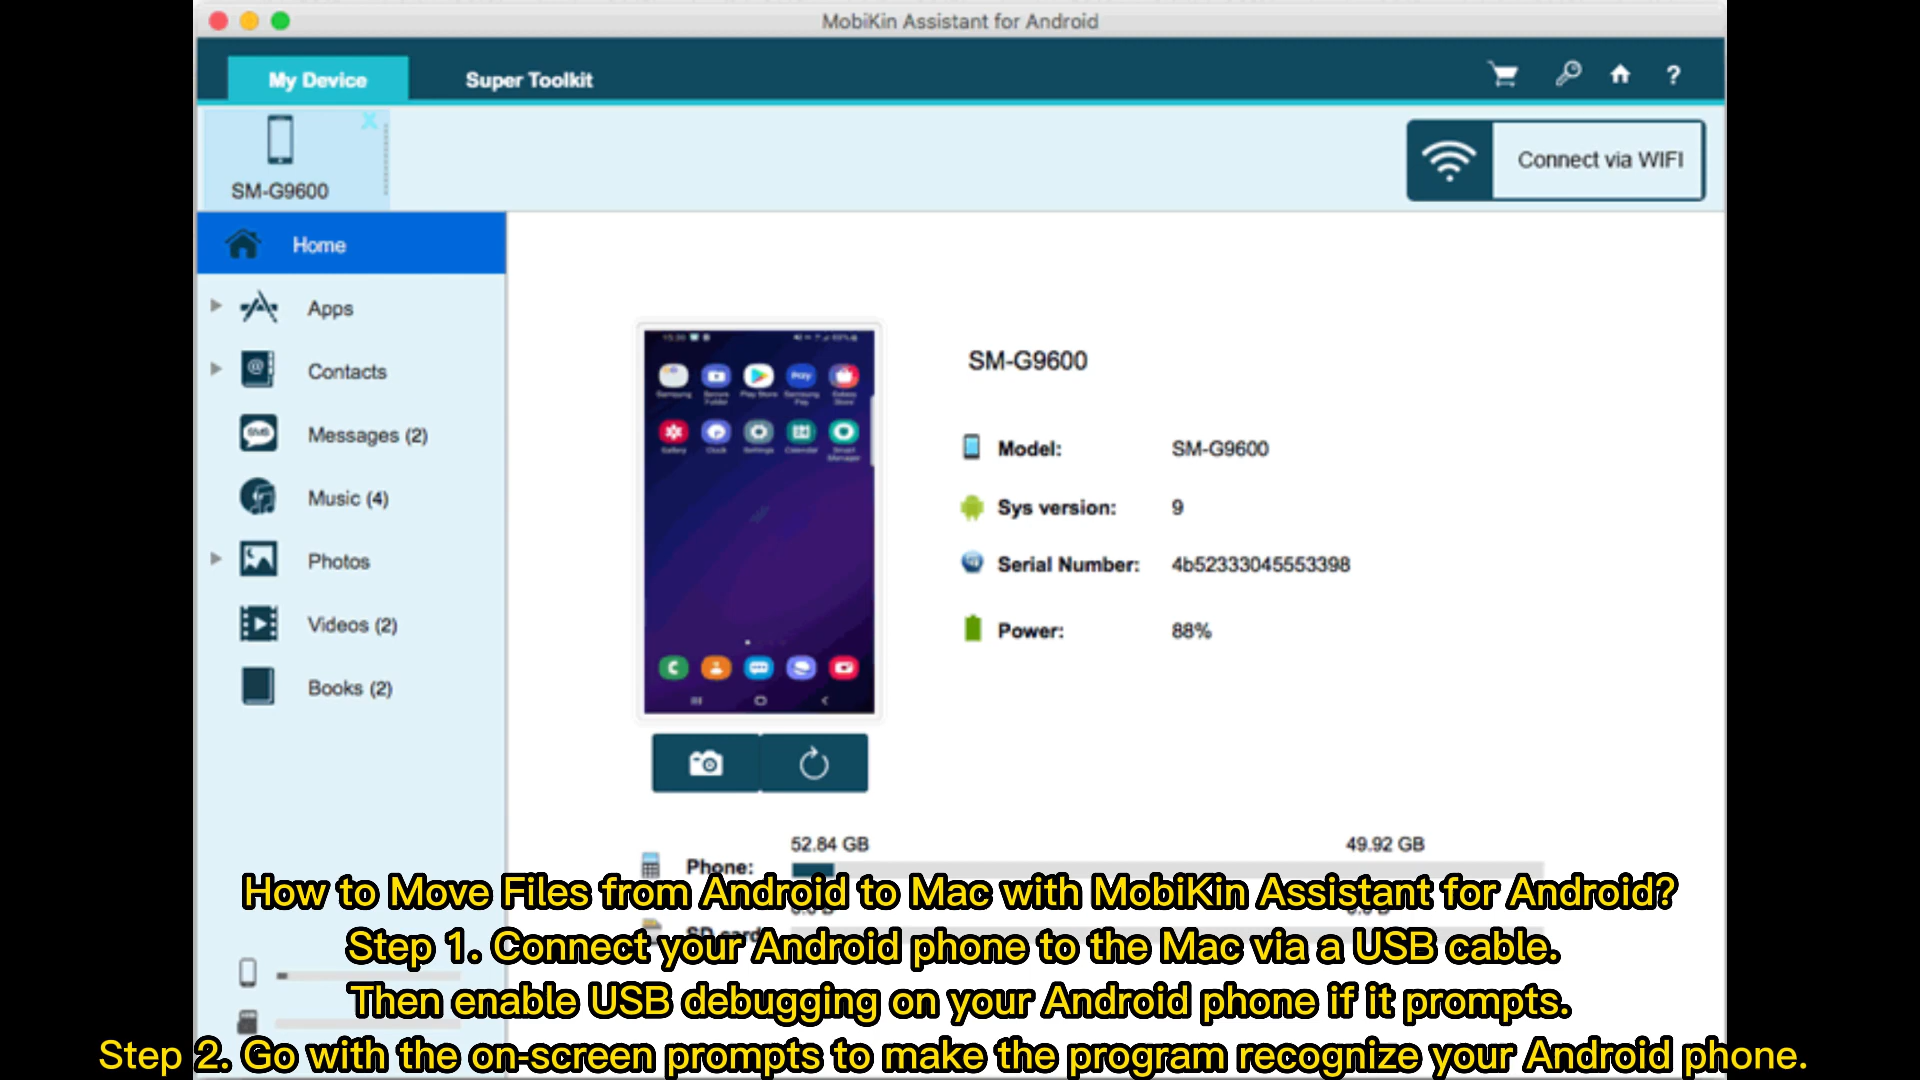 MobiKin Assistant for Android
My Device
Super Toolkit
?
SM-G9600
Connect via WIFI
Home
Apps
Contacts
Messages (2)
Music (4)
Photos
Videos (2)
Books (2)
SM-G9600
Model: SM-G9600
Sys version: 9
Serial Number: 4b52333045553398
Power: 88%
52.84 GB 49.92 GB
Phone:
SD card
How to Move Files from Android to Mac with MobiKin Assistant for Android?
Step 1. Connect your Android phone to the Mac via a USB cable.
Then enable USB debugging on your Android phone if it prompts.
Step 2. Go with the on-screen prompts to make the program recognize your Android phone.